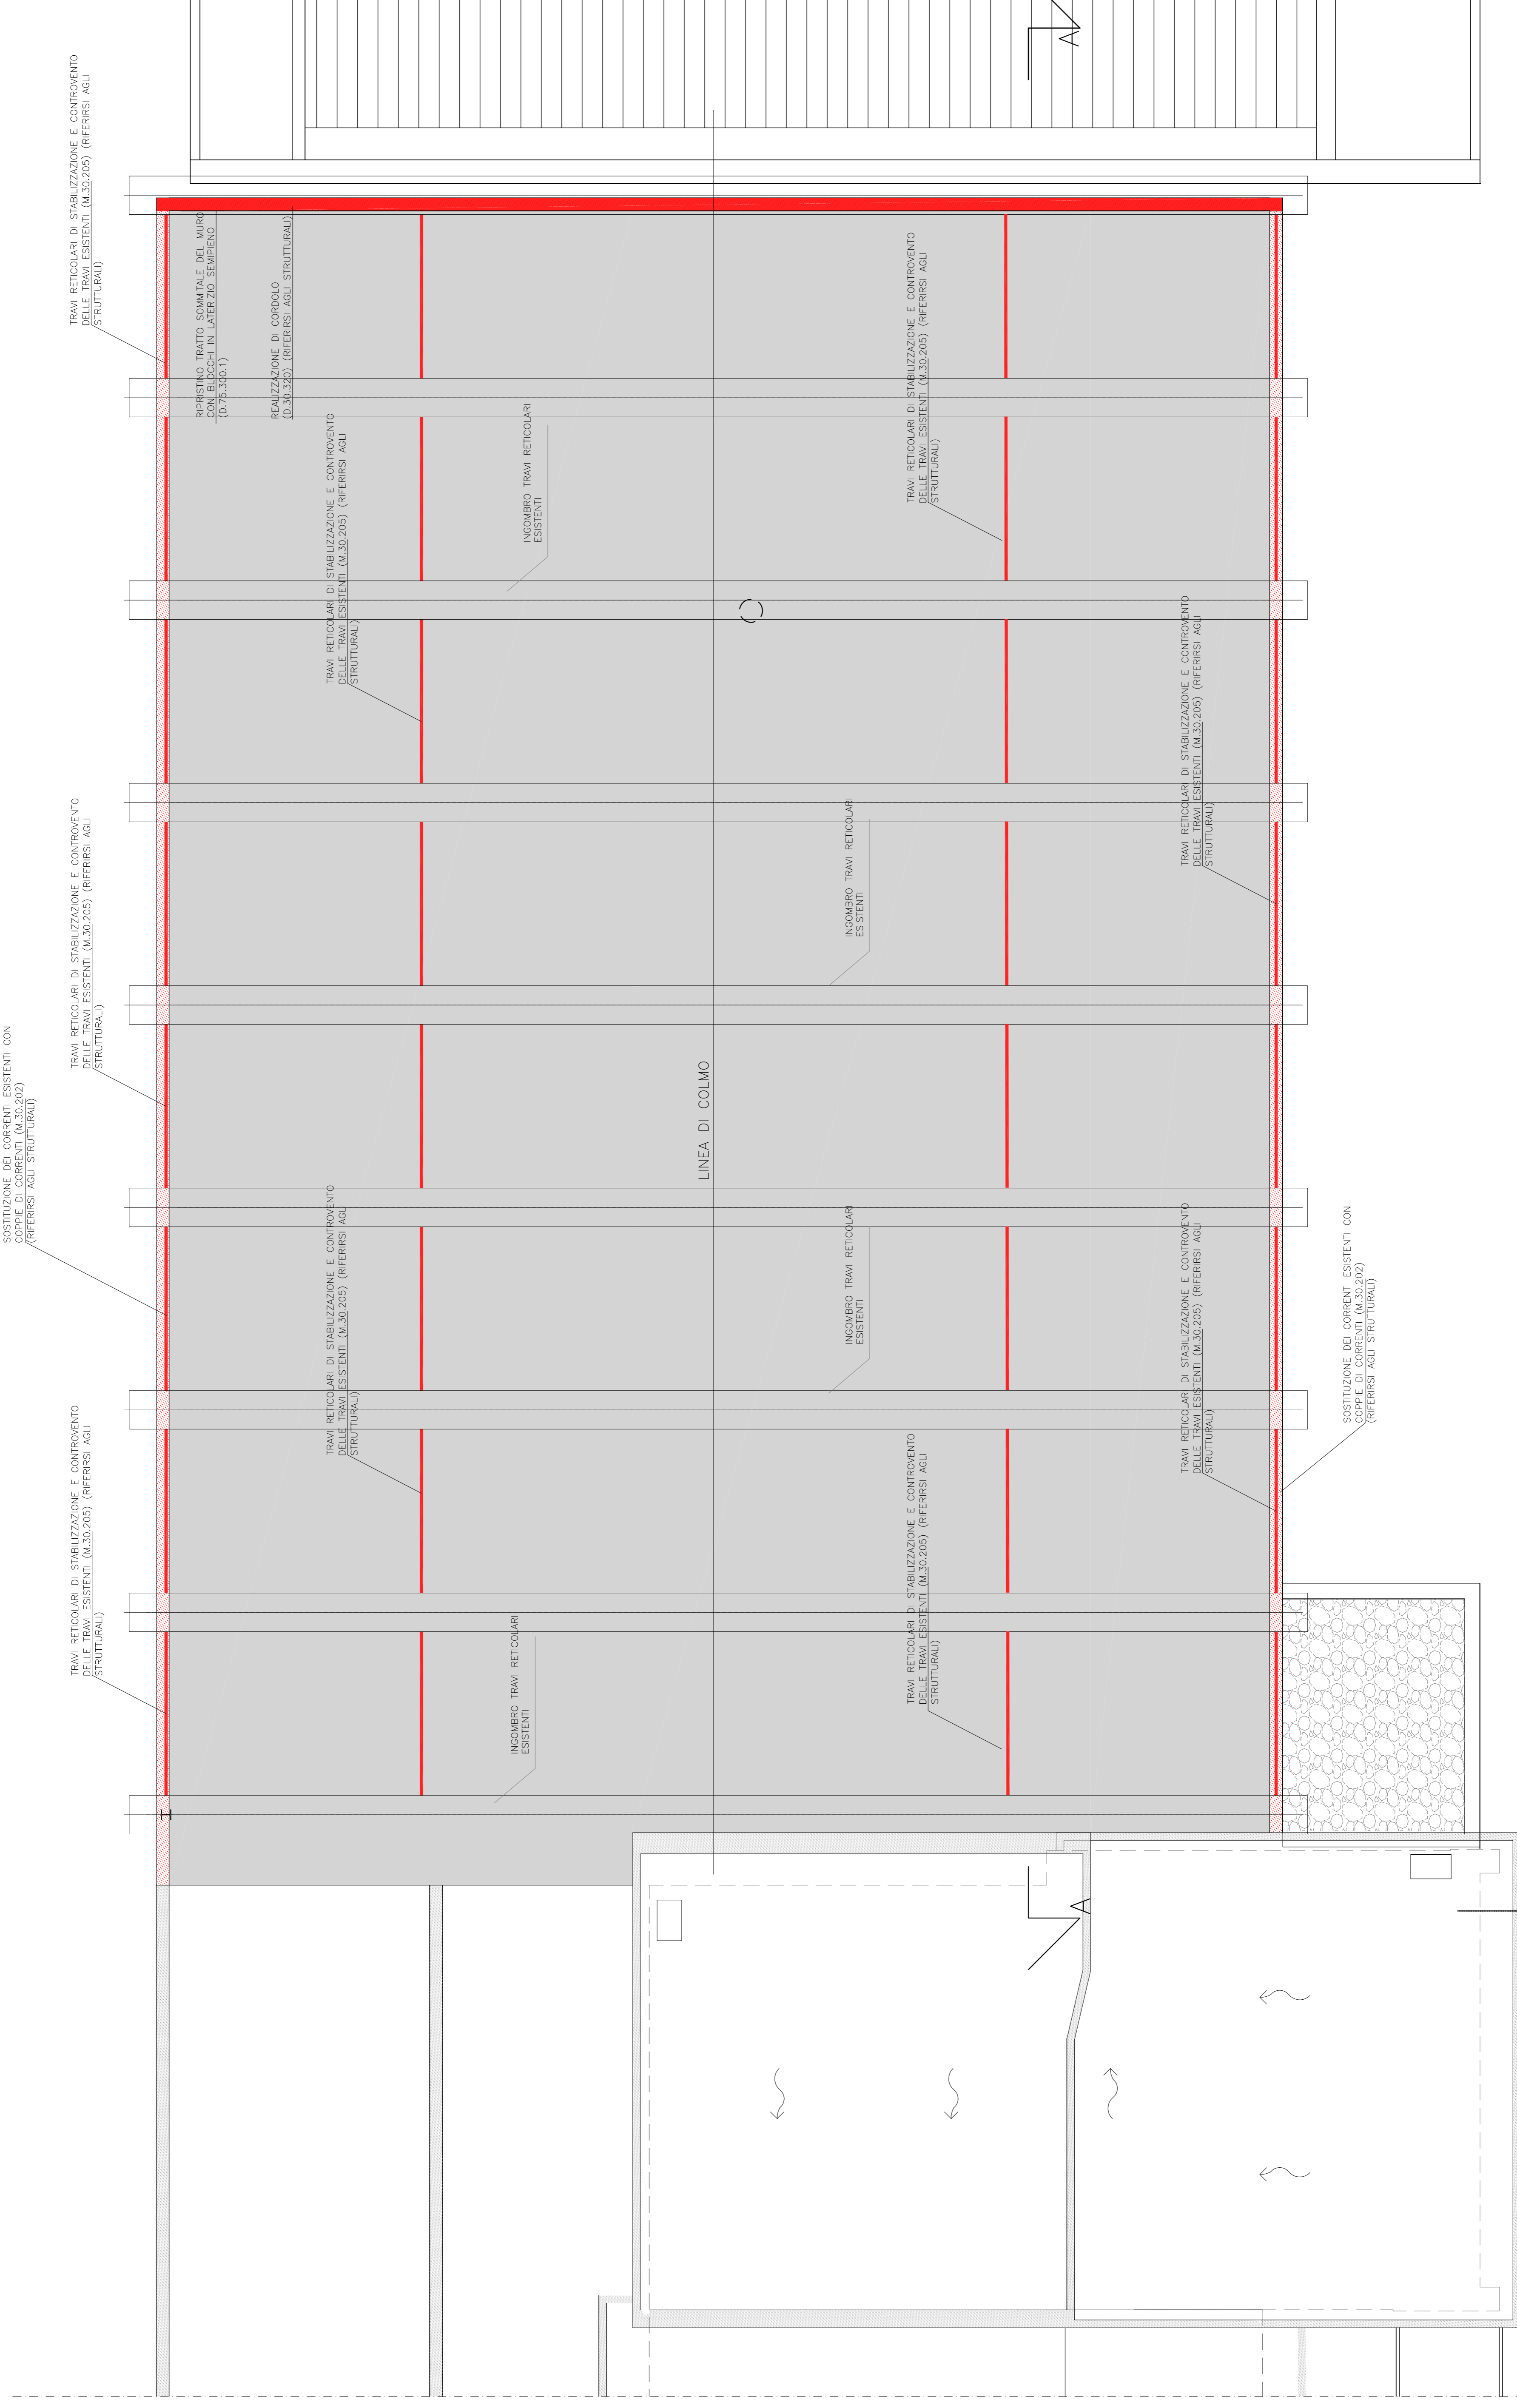 A
TRAVI RETICOLARI DI STABILIZZAZIONE E CONTROVENTO
DELLE TRAVI ESISTENTI (M.30.205) (RIFERIRSI AGLI
STRUTTURALI)
RIPRISTINO TRATTO SOMMITALE DEL MURO
CON BLOCCHI IN LATERIZIO SEMIPIENO
(D.75.300.1)
REALIZZAZIONE DI CORDOLO
(D.30.320) (RIFERIRSI AGLI STRUTTURALI)
TRAVI RETICOLARI DI STABILIZZAZIONE E CONTROVENTO
DELLE TRAVI ESISTENTI (M.30.205) (RIFERIRSI AGLI
STRUTTURALI)
INGOMBRO TRAVI RETICOLARI
ESISTENTI
TRAVI RETICOLARI DI STABILIZZAZIONE E CONTROVENTO
DELLE TRAVI ESISTENTI (M.30.205) (RIFERIRSI AGLI
STRUTTURALI)
TRAVI RETICOLARI DI STABILIZZAZIONE E CONTROVENTO
DELLE TRAVI ESISTENTI (M.30.205) (RIFERIRSI AGLI
STRUTTURALI)
SOSTITUZIONE DEI CORRENTI ESISTENTI CON
COPPIE DI CORRENTI (M.30.202)
(RIFERIRSI AGLI STRUTTURALI)
TRAVI RETICOLARI DI STABILIZZAZIONE E CONTROVENTO
DELLE TRAVI ESISTENTI (M.30.205) (RIFERIRSI AGLI
STRUTTURALI)
INGOMBRO TRAVI RETICOLARI
ESISTENTI
LINEA DI COLMO
TRAVI RETICOLARI DI STABILIZZAZIONE E CONTROVENTO
DELLE TRAVI ESISTENTI (M.30.205) (RIFERIRSI AGLI
STRUTTURALI)
INGOMBRO TRAVI RETICOLARI
ESISTENTI
TRAVI RETICOLARI DI STABILIZZAZIONE E CONTROVENTO
DELLE TRAVI ESISTENTI (M.30.205) (RIFERIRSI AGLI
STRUTTURALI)
SOSTITUZIONE DEI CORRENTI ESISTENTI CON
COPPIE DI CORRENTI (M.30.202)
(RIFERIRSI AGLI STRUTTURALI)
TRAVI RETICOLARI DI STABILIZZAZIONE E CONTROVENTO
DELLE TRAVI ESISTENTI (M.30.205) (RIFERIRSI AGLI
STRUTTURALI)
INGOMBRO TRAVI RETICOLARI
ESISTENTI
TRAVI RETICOLARI DI STABILIZZAZIONE E CONTROVENTO
DELLE TRAVI ESISTENTI (M.30.205) (RIFERIRSI AGLI
STRUTTURALI)
A